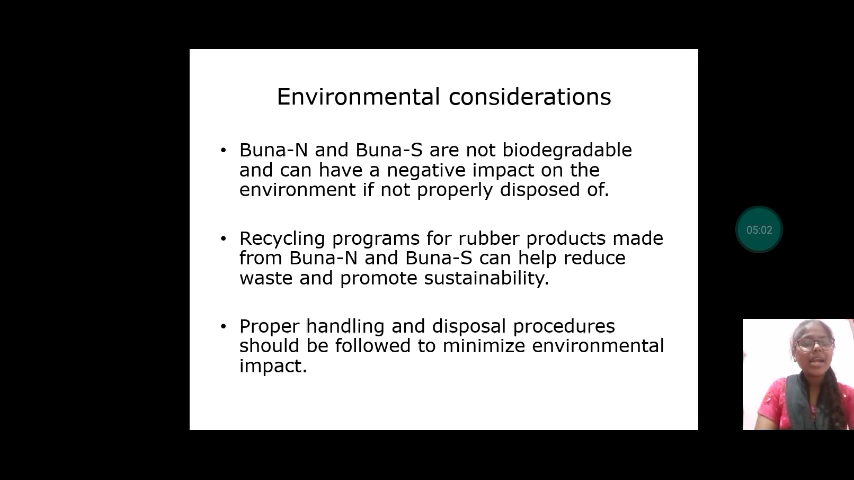 Environmental considerations
• Buna-N and Buna-S are not biodegradable
and can have a negative impact on the
environment if not properly disposed of.
• Recycling programs for rubber products made
from Buna-N and Buna-S can help reduce
waste and promote sustainability.
• Proper handling and disposal procedures
should be followed to minimize environmental
impact.
05:02